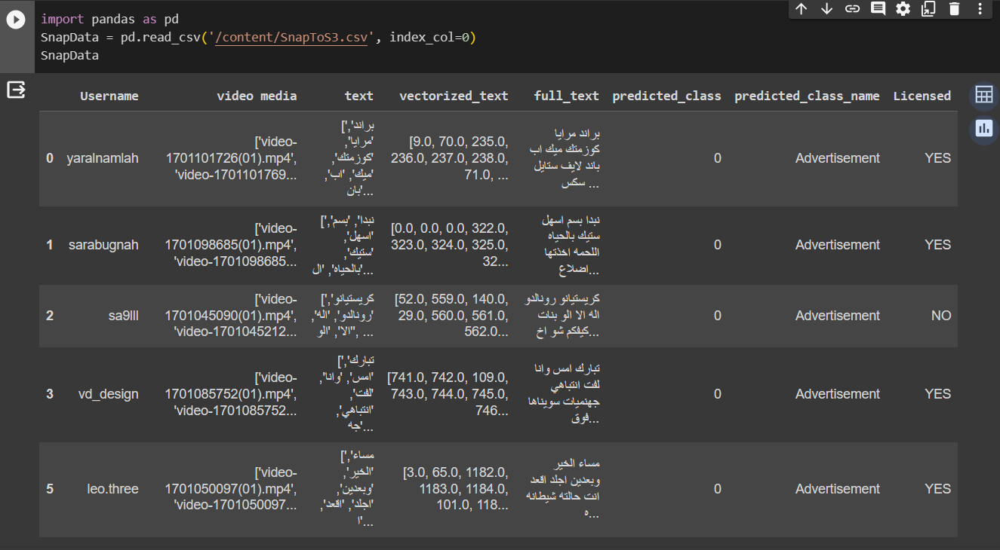 import pandas as pd
SnapData = pd.read_csv('/content/SnapToS3.csv', index_col=0)
SnapData
Username video media text vectorized_text full_text predicted_class predicted_class_name Licensed
0
yaralnamlah
['video-
1701101726(01).mp4',
'video-1701101769...
['براند',
'مرايا',
'كوزمتك',
'ميك', 'اب',
'بان...
[9.0, 70.0, 235.0,
236.0, 237.0, 238.0,
71.0, ...
براند مرايا
كوزمتك ميك اب
باند لايف ستايل
سكس ...
0
Advertisement
YES
1
sarabugnah
['video-
1701098685(01).mp4',
'video-1701098685...
['نبدا', 'بسم',
'اسهل',
'ستيك',
'بالحياه', 'ال...
[0.0, 0.0, 0.0, 322.0,
323.0, 324.0, 325.0,
32...
نبدا بسم اسهل
ستيك بالحياه
اللحمه اخذتها
اضلاع...
0
Advertisement
YES
2
sa9lll
['video-
1701045090(01).mp4',
'video-1701045212...
['كريستيانو',
'رونالدو', 'اله',
'الا', 'الو', ...
[52.0, 559.0, 140.0,
29.0, 560.0, 561.0,
562.0...
كريستيانو رونالدو
اله الا الو بنات
كيفكم شو اخ...
0
Advertisement
NO
3
vd_design
['video-
1701085752(01).mp4',
'video-1701085752...
['تبارك',
'امس', 'وانا',
'لفت',
'انتباهي',
'جه...
[741.0, 742.0, 109.0,
743.0, 744.0, 745.0,
746...
تبارك امس وانا
لفت انتباهي
جهنميات سويناها
فوق...
0
Advertisement
YES
5
leo.three
['video-
1701050097(01).mp4',
'video-1701050097...
['مساء',
'الخير',
'وبعدين',
'اجلد', 'اقعد',
'ا...
[3.0, 65.0, 1182.0,
1183.0, 1184.0,
101.0, 118...
مساء الخير
وبعدين اجلد اقعد
انت حالته شيطانه
ه...
0
Advertisement
YES